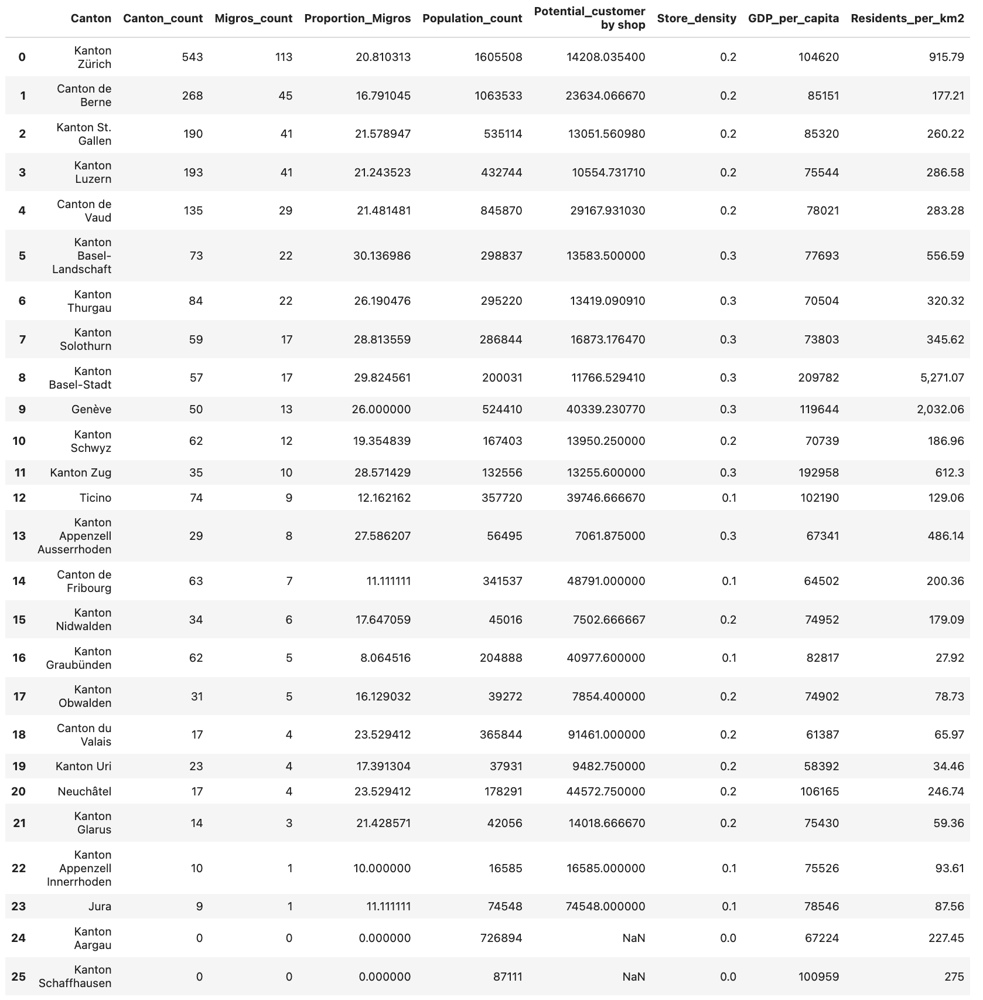 Canton Canton_count Migros_count Proportion_Migros Population_count Potential_customer by shop Store_density GDP_per_capita Residents_per_km2
0 Kanton Zürich 543 113 20.810313 1605508 14208.035400 0.2 104620 915.79
1 Canton de Berne 268 45 16.791045 1063533 23634.066670 0.2 85151 177.21
2 Kanton St. Gallen 190 41 21.578947 535114 13051.560980 0.2 85320 260.22
3 Kanton Luzern 193 41 21.243523 432744 10554.731710 0.2 75544 286.58
4 Canton de Vaud 135 29 21.481481 845870 29167.931030 0.2 78021 283.28
5 Kanton Basel-Landschaft 73 22 30.136986 298837 13583.500000 0.3 77693 556.59
6 Kanton Thurgau 84 22 26.190476 295220 13419.090910 0.3 70504 320.32
7 Kanton Solothurn 59 17 28.813559 286844 16873.176470 0.3 73803 345.62
8 Kanton Basel-Stadt 57 17 29.824561 200031 11766.529410 0.3 209782 5,271.07
9 Genève 50 13 26.000000 524410 40339.230770 0.3 119644 2,032.06
10 Kanton Schwyz 62 12 19.354839 167403 13950.250000 0.2 70739 186.96
11 Kanton Zug 35 10 28.571429 132556 13255.600000 0.3 192958 612.3
12 Ticino 74 9 12.162162 357720 39746.666670 0.1 102190 129.06
13 Kanton Appenzell Ausserrhoden 29 8 27.586207 56495 7061.875000 0.3 67341 486.14
14 Canton de Fribourg 63 7 11.111111 341537 48791.000000 0.1 64502 200.36
15 Kanton Nidwalden 34 6 17.647059 45016 7502.666667 0.2 74952 179.09
16 Kanton Graubünden 62 5 8.064516 204888 40977.600000 0.1 82817 27.92
17 Kanton Obwalden 31 5 16.129032 39272 7854.400000 0.2 74902 78.73
18 Canton du Valais 17 4 23.529412 365844 91461.000000 0.2 61387 65.97
19 Kanton Uri 23 4 17.391304 37931 9482.750000 0.2 58392 34.46
20 Neuchâtel 17 4 23.529412 178291 44572.750000 0.2 106165 246.74
21 Kanton Glarus 14 3 21.428571 42056 14018.666670 0.2 75430 59.36
22 Kanton Appenzell Innerrhoden 10 1 10.000000 16585 16585.000000 0.1 75526 93.61
23 Jura 9 1 11.111111 74548 74548.000000 0.1 78546 87.56
24 Kanton Aargau 0 0 0.000000 726894 NaN 0.0 67224 227.45
25 Kanton Schaffhausen 0 0 0.000000 87111 NaN 0.0 100959 275